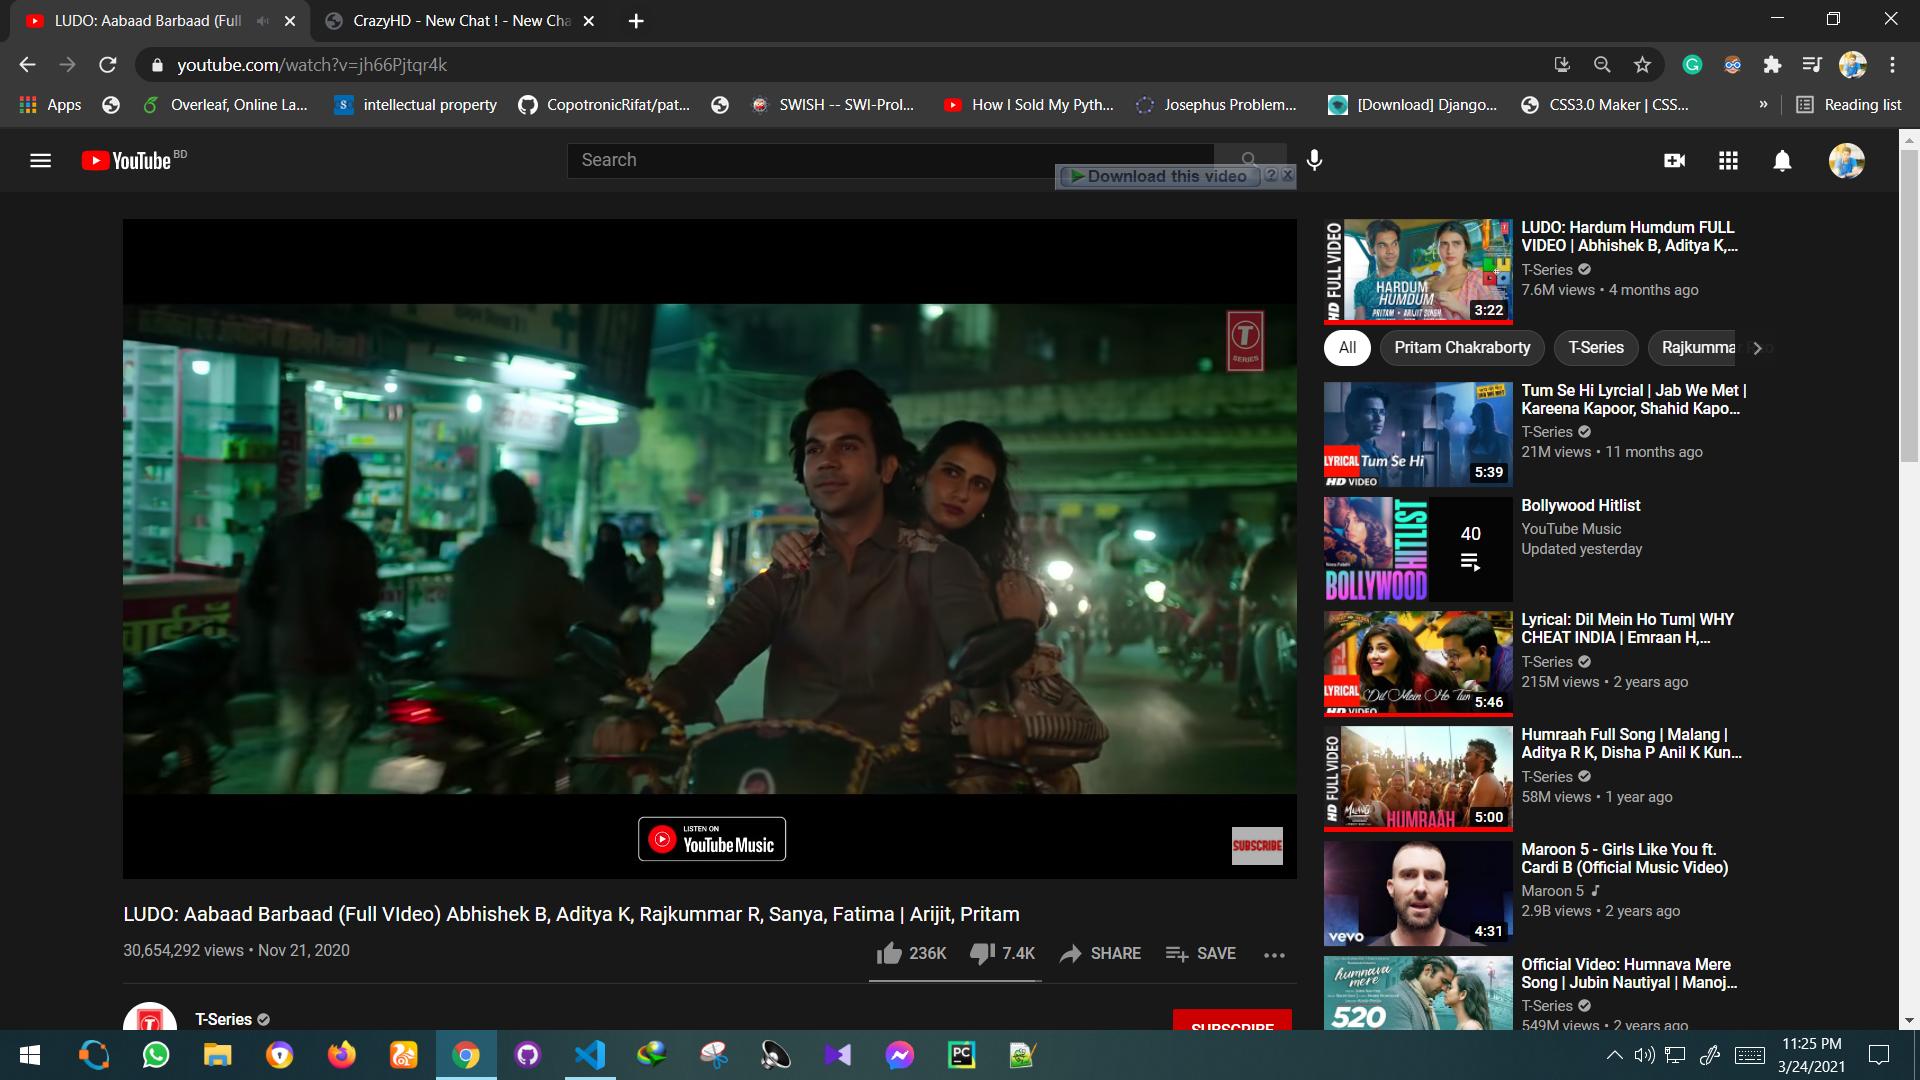 LUDO: Aabaad Barbaad (Full
CrazyHD - New Chat ! - New Cha
youtube.com/watch?v=jh66Pjtqr4k
Apps
Overleaf, Online La...
intellectual property
CopotronicRifat/pat...
SWISH -- SWI-Prol...
How I Sold My Pyth...
Josephus Problem...
[Download] Django...
CSS3.0 Maker | CSS...
»
Reading list
YouTube BD
Search
Download this video ? x
T SERIES
LISTEN ON
YouTube Music
SUBSCRIBE
LUDO: Aabaad Barbaad (Full VIdeo) Abhishek B, Aditya K, Rajkummar R, Sanya, Fatima | Arijit, Pritam
30,654,292 views • Nov 21, 2020
236K
7.4K
SHARE
SAVE
T-Series
SUBSCRIBE
HD FULL VIDEO
HARDUM
HUMDUM
PRITAM • ARIJIT SINGH
3:22
LUDO: Hardum Humdum FULL
VIDEO | Abhishek B, Aditya K,...
T-Series
7.6M views • 4 months ago
All
Pritam Chakraborty
T-Series
Rajkummar
LYRICAL Tum Se Hi
HD VIDEO
5:39
Tum Se Hi Lyrcial | Jab We Met |
Kareena Kapoor, Shahid Kapo...
T-Series
21M views • 11 months ago
HITLIST
BOLLYWOOD
40
Bollywood Hitlist
YouTube Music
Updated yesterday
LYRICAL Dil Mein Ho Tum
HD VIDEO
5:46
Lyrical: Dil Mein Ho Tum| WHY
CHEAT INDIA | Emraan H,...
T-Series
215M views • 2 years ago
HD FULL VIDEO
MALANG
HUMRAAH
5:00
Humraah Full Song | Malang |
Aditya R K, Disha P Anil K Kun...
T-Series
58M views • 1 year ago
vevo
4:31
Maroon 5 - Girls Like You ft.
Cardi B (Official Music Video)
Maroon 5
2.9B views • 2 years ago
humnava
mere
520
Official Video: Humnava Mere
Song | Jubin Nautiyal | Manoj...
T-Series
549M views • 2 years ago
PC
11:25 PM
3/24/2021